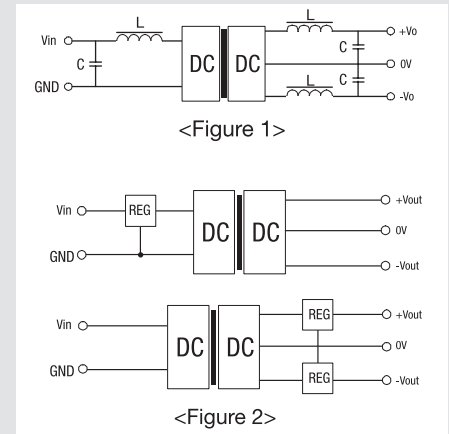 L
L
Vin
+Vo
C
C
DC
DC
0V
L
C
GND
-Vo
<Figure 1>
Vin
REG
+Vout
DC
DC
0V
GND
-Vout
Vin
REG
+Vout
DC
DC
0V
GND
REG
-Vout
<Figure 2>